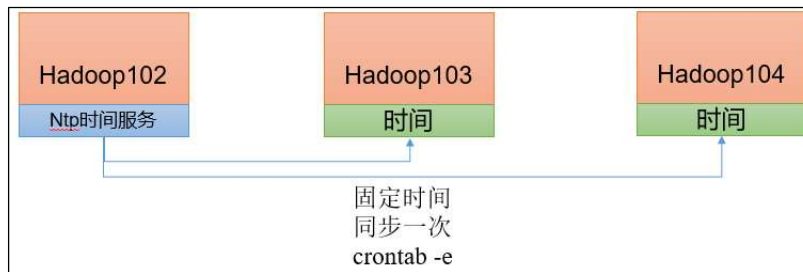 Hadoop102
Hadoop103
Hadoop104
Ntp时间服务
时间
时间
固定时间
同步一次
crontab -e